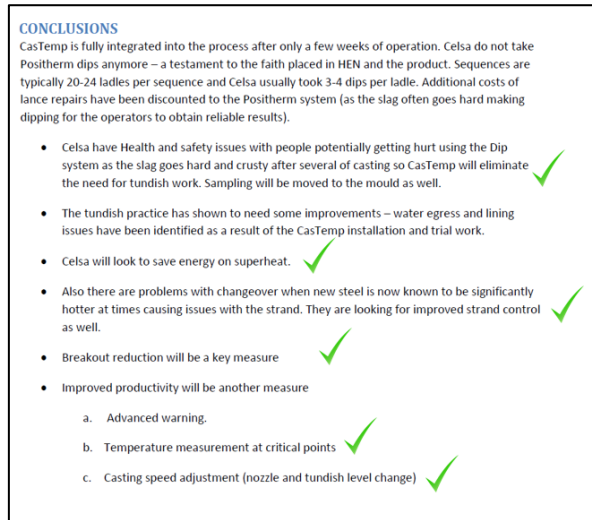 CONCLUSIONS
CasTemp is fully integrated into the process after only a few weeks of operation. Celsa do not take
Positherm dips anymore – a testament to the faith placed in HEN and the product. Sequences are
typically 20-24 ladles per sequence and Celsa usually took 3-4 dips per ladle. Additional costs of
lance repairs have been discounted to the Positherm system (as the slag often goes hard making
dipping for the operators to obtain reliable results).
• Celsa have Health and safety issues with people potentially getting hurt using the Dip
system as the slag goes hard and crusty after several of casting so CasTemp will eliminate
the need for tundish work. Sampling will be moved to the mould as well.
• The tundish practice has shown to need some improvements – water egress and lining
issues have been identified as a result of the CasTemp installation and trial work.
• Celsa will look to save energy on superheat.
• Also there are problems with changeover when new steel is now known to be significantly
hotter at times causing issues with the strand. They are looking for improved strand control
as well.
• Breakout reduction will be a key measure
• Improved productivity will be another measure
a. Advanced warning.
b. Temperature measurement at critical points
c. Casting speed adjustment (nozzle and tundish level change)